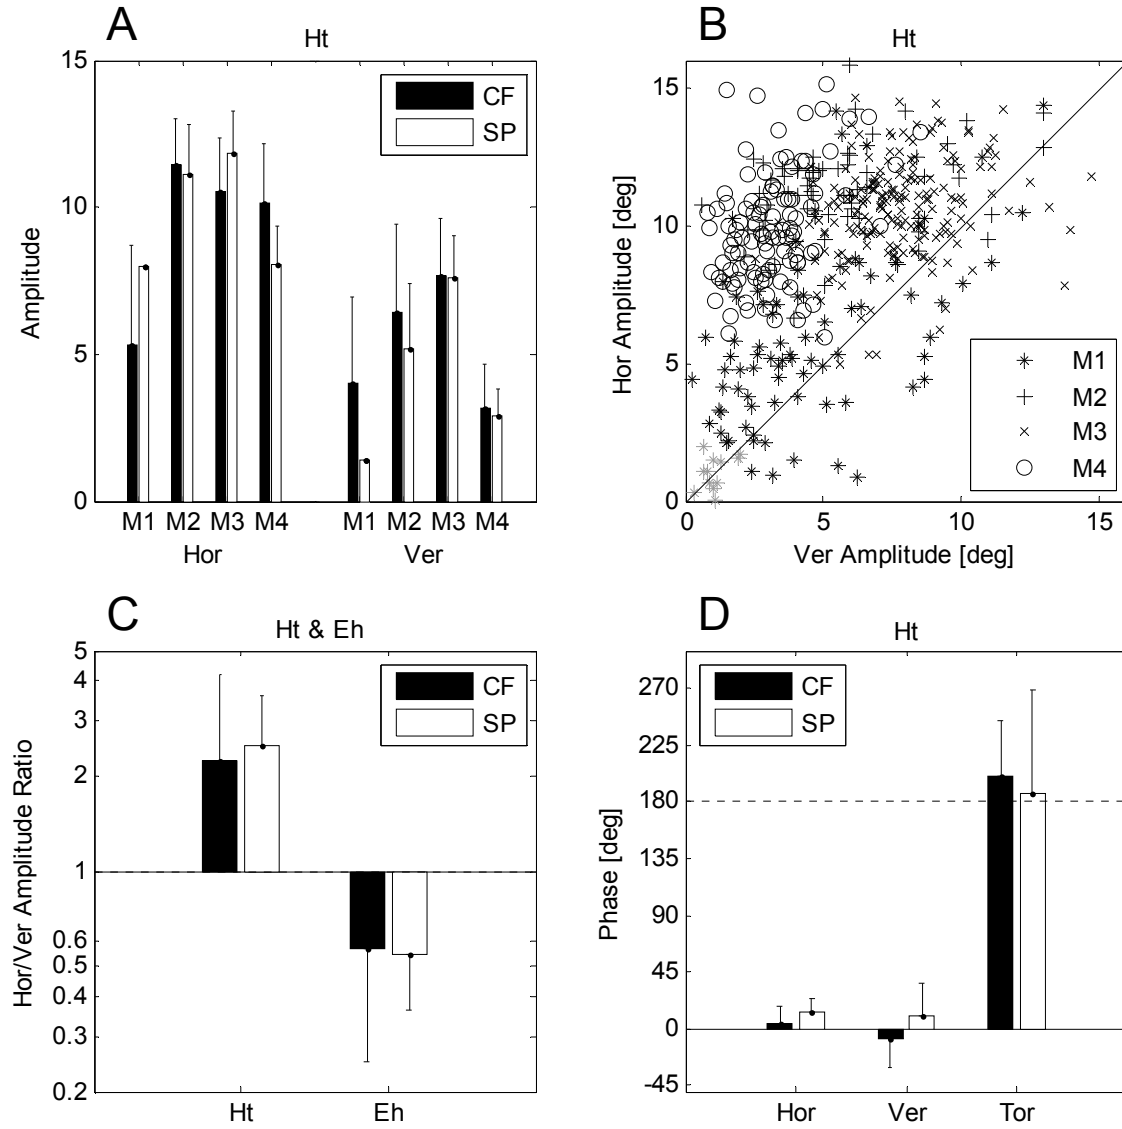 A
Ht
15
10
5
0
Amplitude
CF
SP
M1 M2 M3 M4 M1 M2 M3 M4
Hor Ver
B
Ht
15
10
5
0
Hor Amplitude [deg]
M1
M2
M3
M4
0 5 10 15
Ver Amplitude [deg]
C
Ht & Eh
5
4
3
2
1
0.6
0.5
0.4
0.3
0.2
Hor/Ver Amplitude Ratio
CF
SP
Ht Eh
D
Ht
270
225
180
135
90
45
0
-45
Phase [deg]
CF
SP
Hor Ver Tor